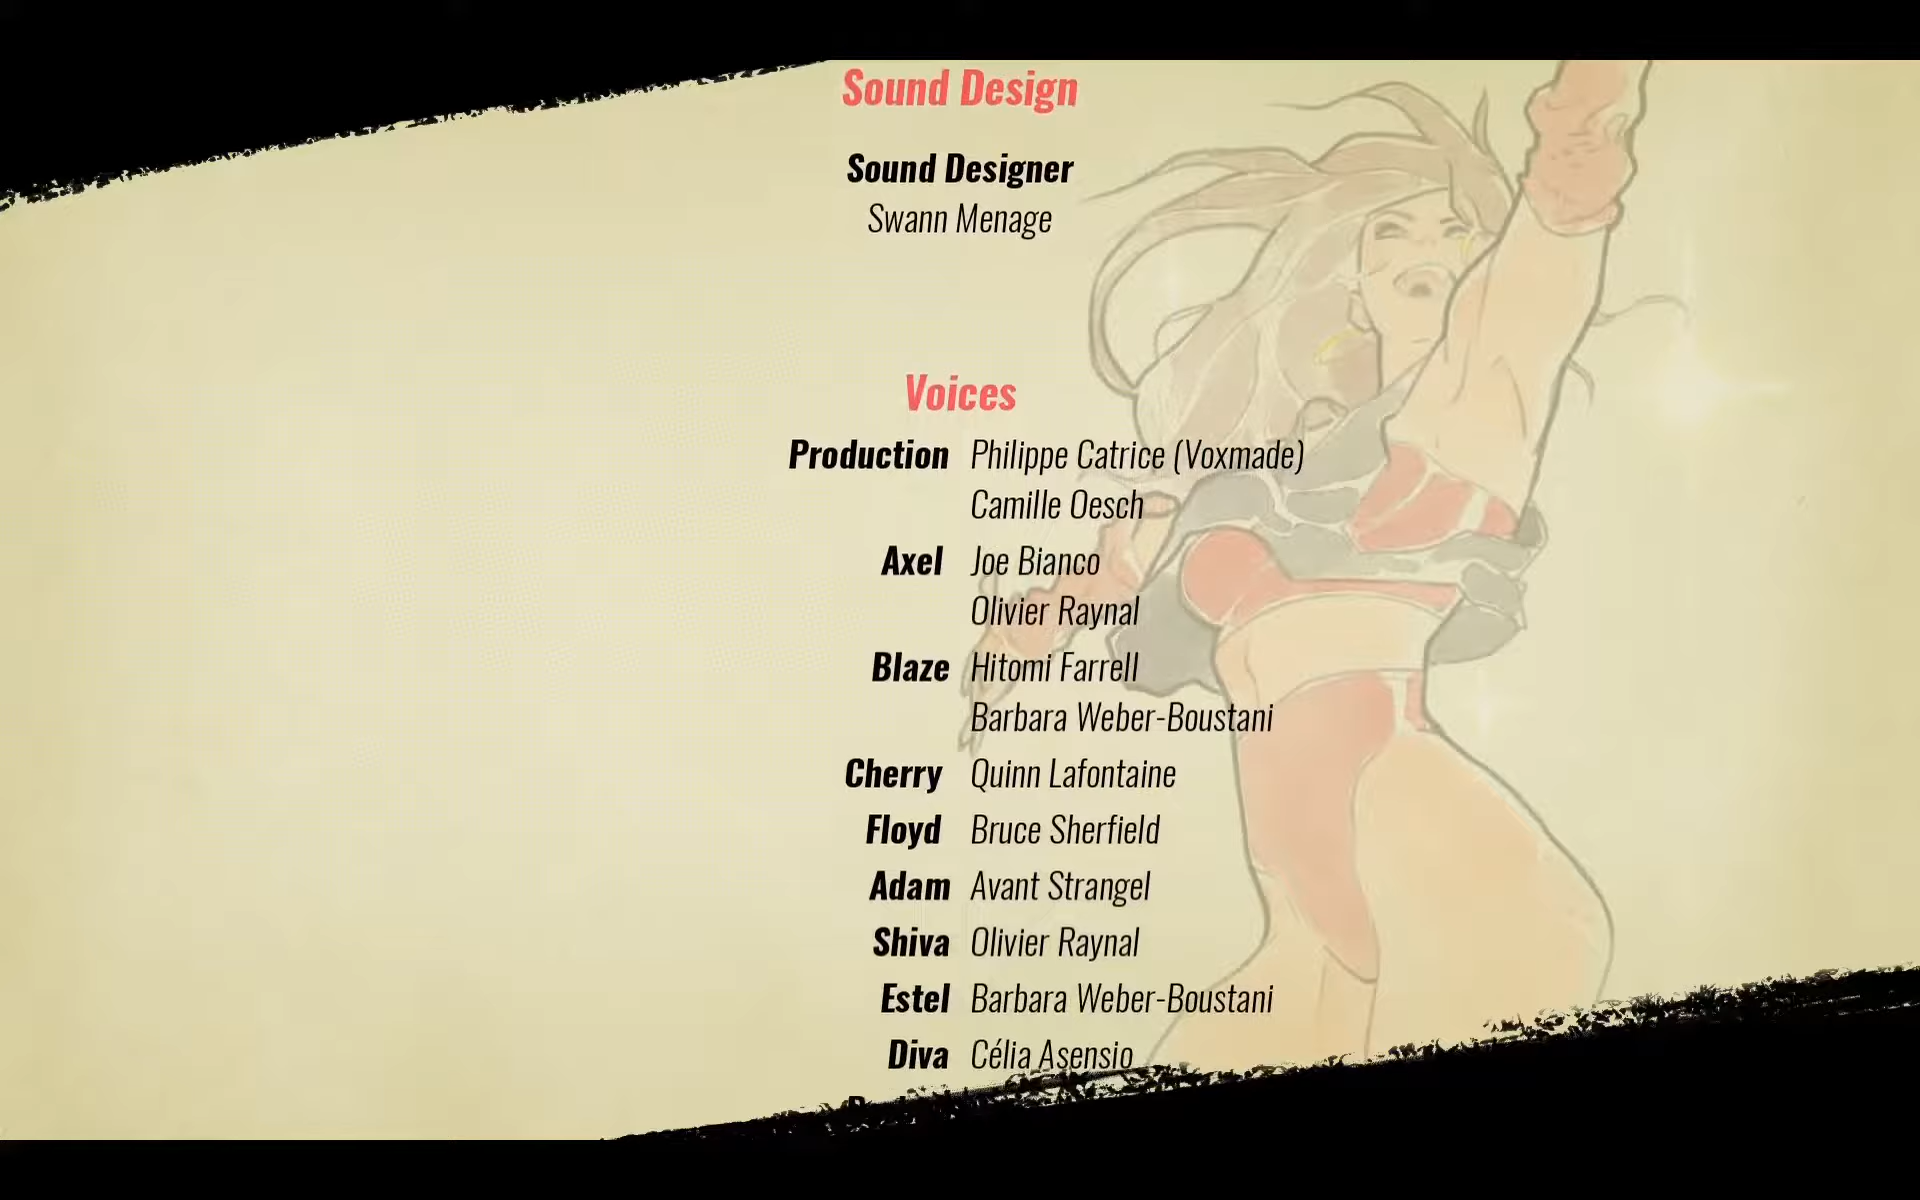 Sound Design
Sound Designer
Swann Menage
Voices
Production Philippe Catrice (Voxmade)
Camille Oesch
Axel Joe Bianco
Olivier Raynal
Blaze Hitomi Farrell
Barbara Weber-Boustani
Cherry Quinn Lafontaine
Floyd Bruce Sherfield
Adam Avant Strangel
Shiva Olivier Raynal
Estel Barbara Weber-Boustani
Diva Célia Asensio